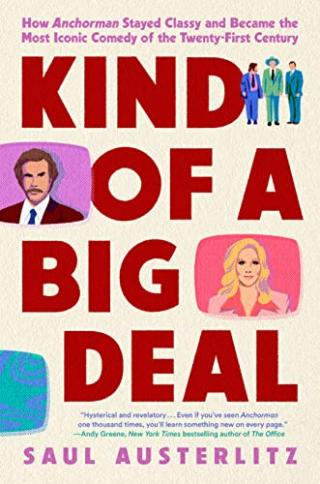 How Anchorman Stayed Classy and Became the
Most Iconic Comedy of the Twenty-First Century
KIND
OF A
BIG
DEAL
"Hysterical and revelatory . . . Even if you've seen Anchorman
one thousand times, you'll learn something new on every page."
—Andy Greene, New York Times bestselling author of The Office
SAUL AUSTERLITZ